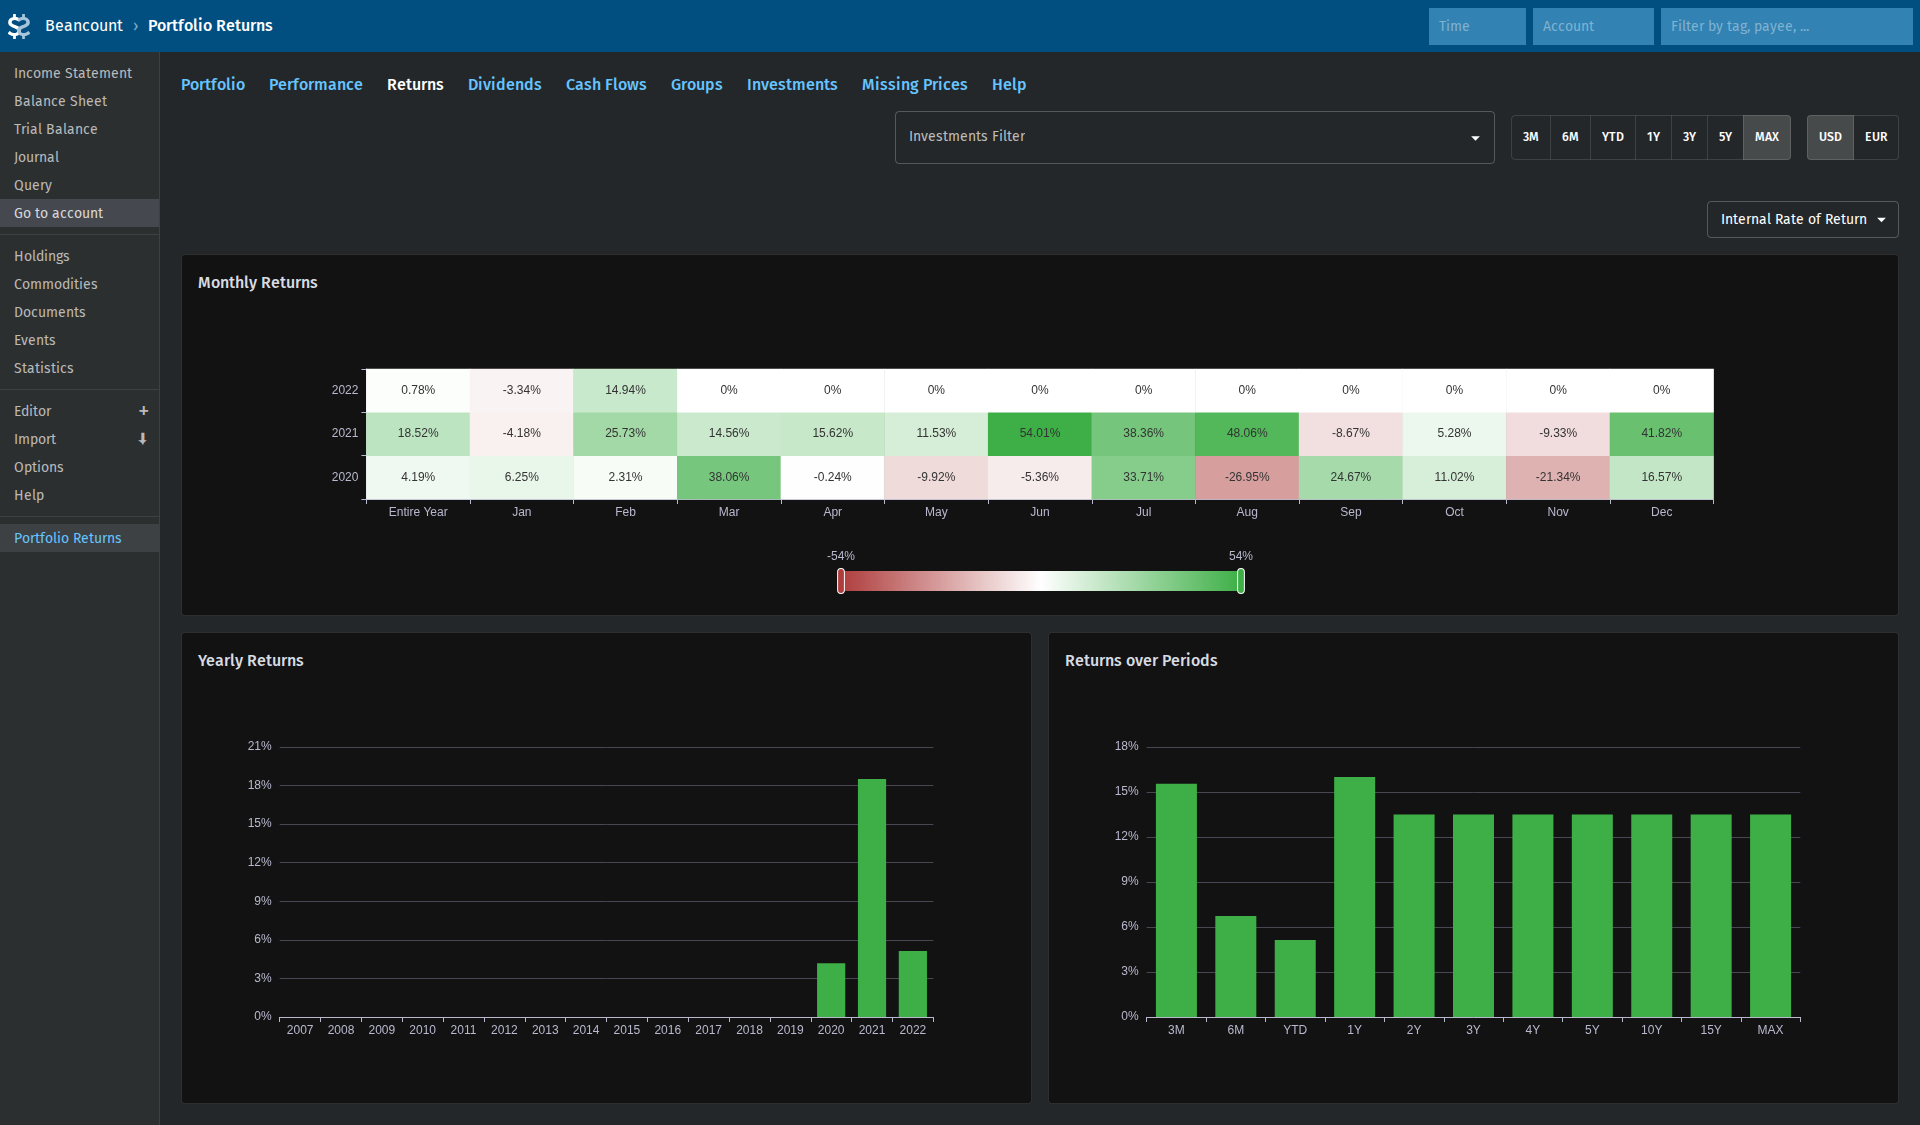 Beancount › Portfolio Returns
Time
Account
Filter by tag, payee, ...
Income Statement
Balance Sheet
Trial Balance
Journal
Query
Go to account
Holdings
Commodities
Documents
Events
Statistics
Editor +
Import
Options
Help
Portfolio Returns
Portfolio Performance Returns Dividends Cash Flows Groups Investments Missing Prices Help
Investments Filter
3M 6M YTD 1Y 3Y 5Y MAX
USD EUR
Internal Rate of Return
Monthly Returns
2022 0.78% -3.34% 14.94% 0% 0% 0% 0% 0% 0% 0% 0% 0% 0%
2021 18.52% -4.18% 25.73% 14.56% 15.62% 11.53% 54.01% 38.36% 48.06% -8.67% 5.28% -9.33% 41.82%
2020 4.19% 6.25% 2.31% 38.06% -0.24% -9.92% -5.36% 33.71% -26.95% 24.67% 11.02% -21.34% 16.57%
Entire Year Jan Feb Mar Apr May Jun Jul Aug Sep Oct Nov Dec
-54% 54%
Yearly Returns
21%
18%
15%
12%
9%
6%
3%
0%
2007 2008 2009 2010 2011 2012 2013 2014 2015 2016 2017 2018 2019 2020 2021 2022
Returns over Periods
18%
15%
12%
9%
6%
3%
0%
3M 6M YTD 1Y 2Y 3Y 4Y 5Y 10Y 15Y MAX